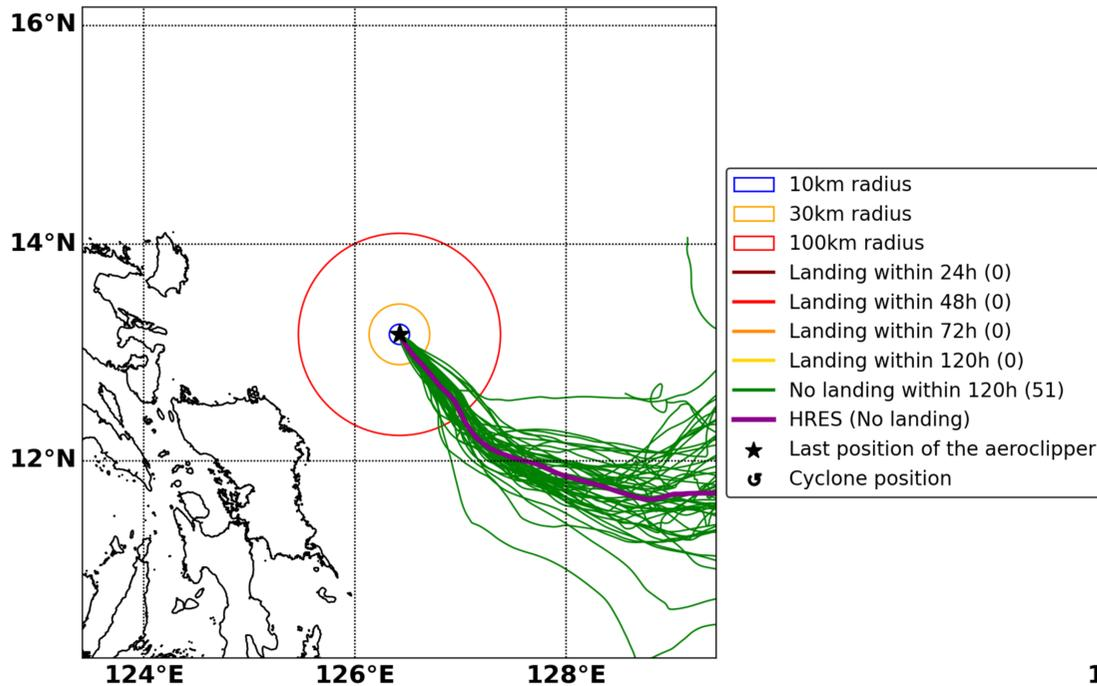 16°N
14°N
12°N
124°E
126°E
128°E
1
10km radius
30km radius
100km radius
Landing within 24h (0)
Landing within 48h (0)
Landing within 72h (0)
Landing within 120h (0)
No landing within 120h (51)
HRES (No landing)
Last position of the aeroclipper
Cyclone position